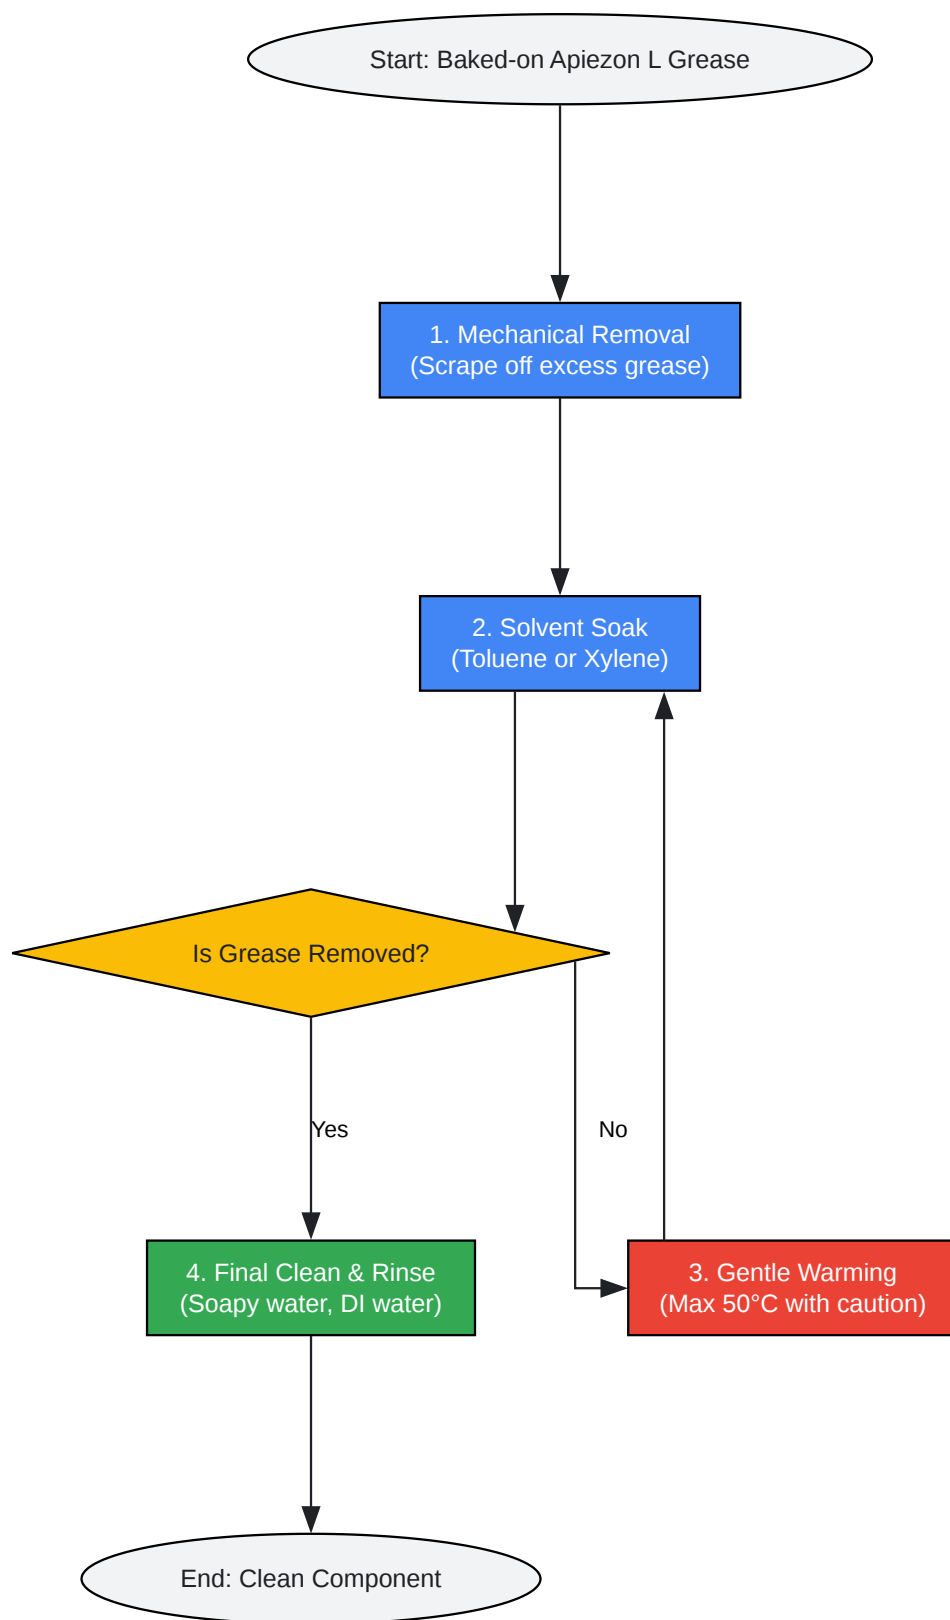 Start: Baked-on Apiezon L Grease
1. Mechanical Removal
(Scrape off excess grease)
2. Solvent Soak
(Toluene or Xylene)
Is Grease Removed?
Yes
No
4. Final Clean & Rinse
(Soapy water, DI water)
3. Gentle Warming
(Max 50°C with caution)
End: Clean Component